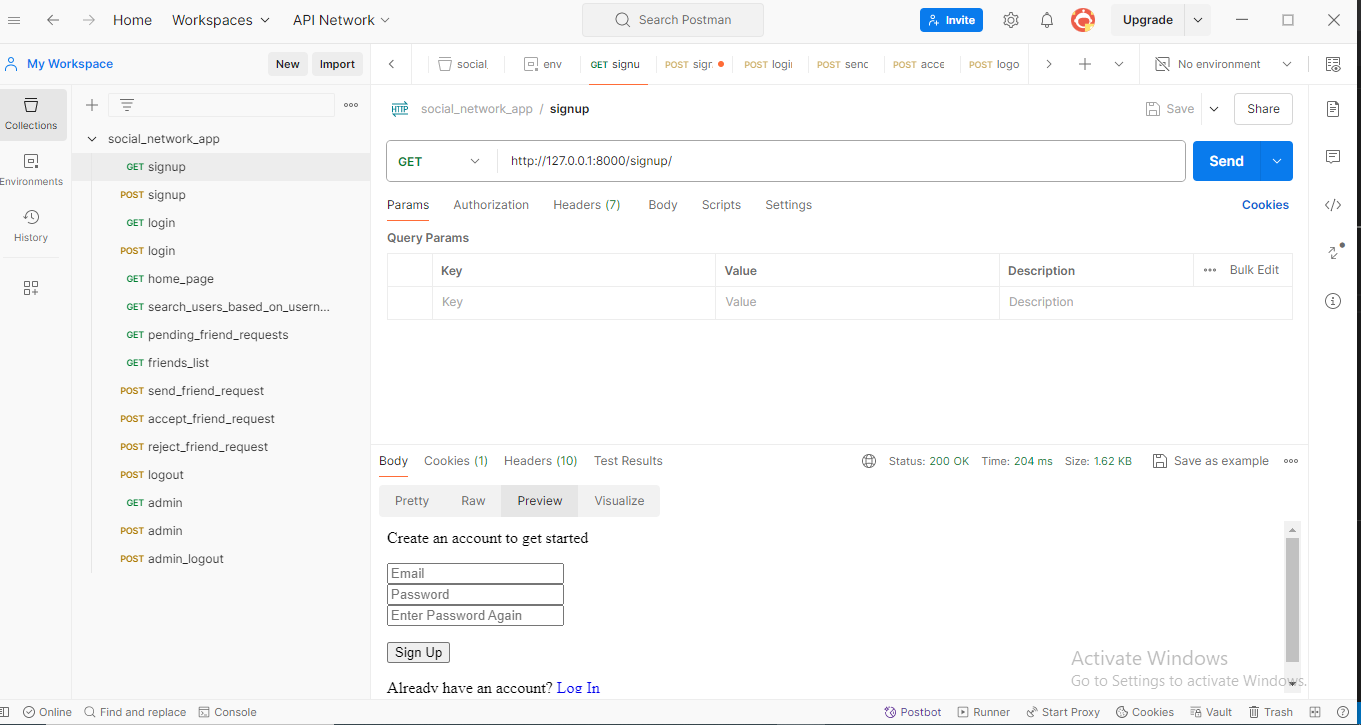 Home Workspaces API Network Search Postman Invite Upgrade
My Workspace New Import social env GET signu POST sign POST logi POST senc POST acce POST logo No environment
Collections
Environments
History
social_network_app
GET signup
POST signup
GET login
POST login
GET home_page
GET search_users_based_on_usern...
GET pending_friend_requests
GET friends_list
POST send_friend_request
POST accept_friend_request
POST reject_friend_request
POST logout
GET admin
POST admin
POST admin_logout
HTTP social_network_app / signup Save Share
GET http://127.0.0.1:8000/signup/ Send
Params Authorization Headers (7) Body Scripts Settings Cookies
Query Params
Key Value Description Bulk Edit
Key Value Description
Body Cookies (1) Headers (10) Test Results Status: 200 OK Time: 204 ms Size: 1.62 KB Save as example
Pretty Raw Preview Visualize
Create an account to get started
Email
Password
Enter Password Again
Sign Up
Already have an account? Log In
Activate Windows
Go to Settings to activate Windows.
Online Find and replace Console Postbot Runner Start Proxy Cookies Vault Trash